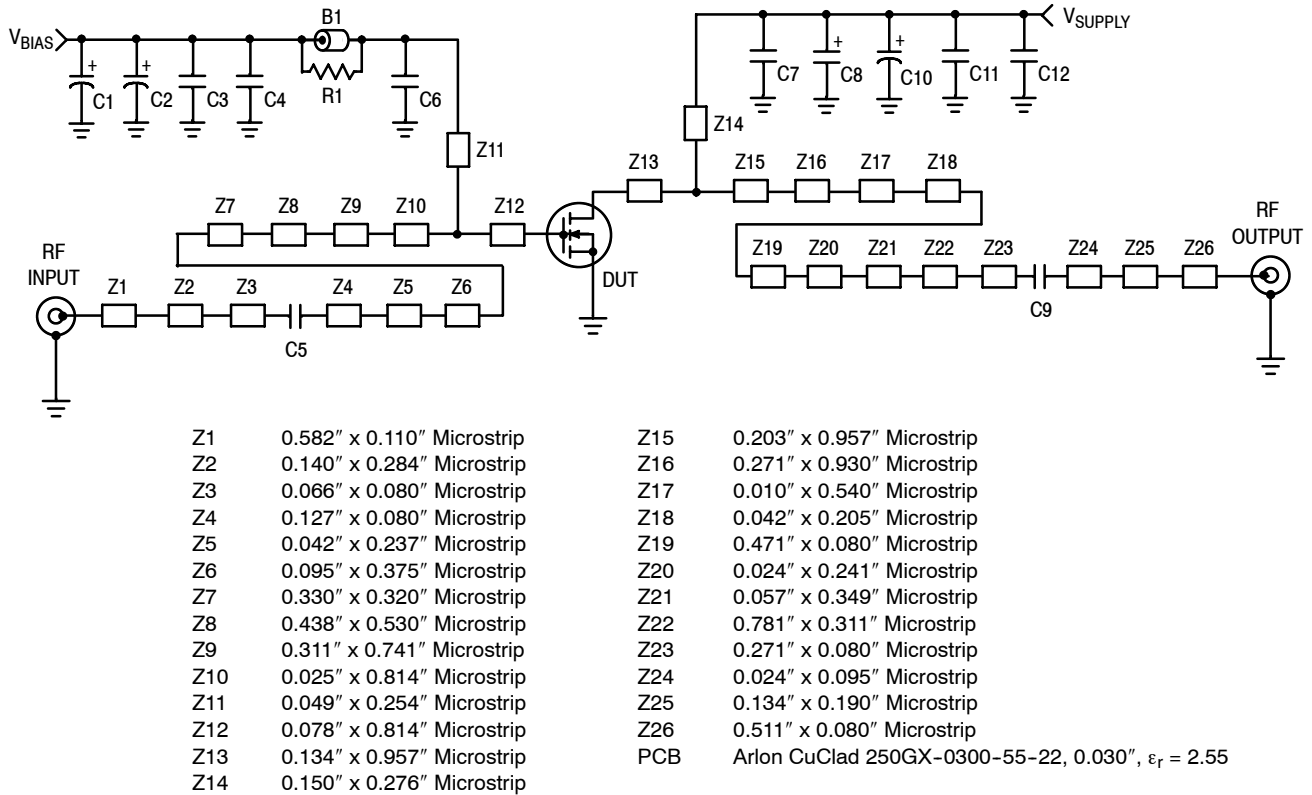 B1
V_BIAS
V_SUPPLY
+ + + +
C1 C2 C3 C4 R1 C6 C7 C8 C10 C11 C12
Z11
Z14
Z13 Z15 Z16 Z17 Z18
Z7 Z8 Z9 Z10 Z12
RF INPUT
DUT
RF OUTPUT
Z1 Z2 Z3 Z4 Z5 Z6
C5
Z19 Z20 Z21 Z22 Z23 Z24 Z25 Z26
C9
Z1 0.582″ x 0.110″ Microstrip
Z2 0.140″ x 0.284″ Microstrip
Z3 0.066″ x 0.080″ Microstrip
Z4 0.127″ x 0.080″ Microstrip
Z5 0.042″ x 0.237″ Microstrip
Z6 0.095″ x 0.375″ Microstrip
Z7 0.330″ x 0.320″ Microstrip
Z8 0.438″ x 0.530″ Microstrip
Z9 0.311″ x 0.741″ Microstrip
Z10 0.025″ x 0.814″ Microstrip
Z11 0.049″ x 0.254″ Microstrip
Z12 0.078″ x 0.814″ Microstrip
Z13 0.134″ x 0.957″ Microstrip
Z14 0.150″ x 0.276″ Microstrip
Z15 0.203″ x 0.957″ Microstrip
Z16 0.271″ x 0.930″ Microstrip
Z17 0.010″ x 0.540″ Microstrip
Z18 0.042″ x 0.205″ Microstrip
Z19 0.471″ x 0.080″ Microstrip
Z20 0.024″ x 0.241″ Microstrip
Z21 0.057″ x 0.349″ Microstrip
Z22 0.781″ x 0.311″ Microstrip
Z23 0.271″ x 0.080″ Microstrip
Z24 0.024″ x 0.095″ Microstrip
Z25 0.134″ x 0.190″ Microstrip
Z26 0.511″ x 0.080″ Microstrip
PCB Arlon CuClad 250GX-0300-55-22, 0.030″, εr = 2.55